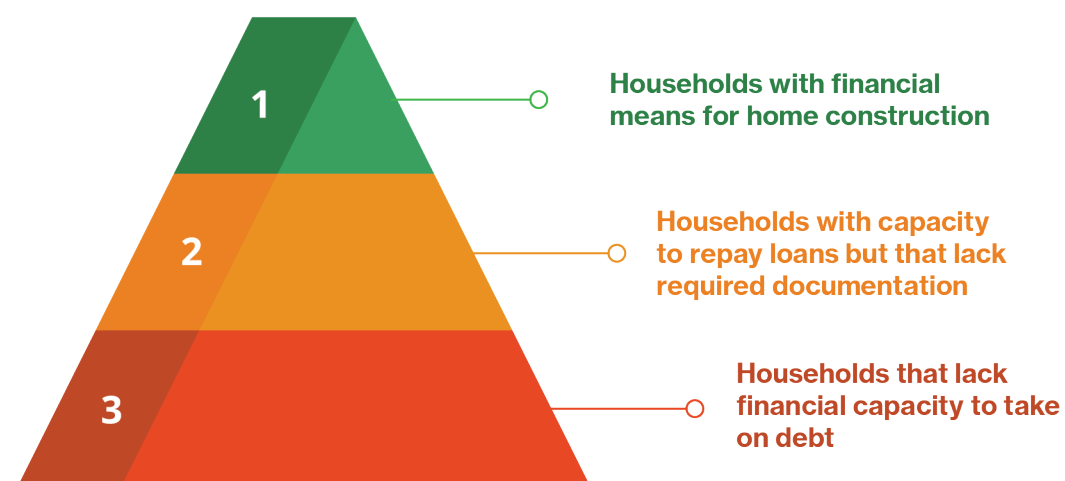 1
Households with financial
means for home construction
2
Households with capacity
to repay loans but that lack
required documentation
3
Households that lack
financial capacity to take
on debt